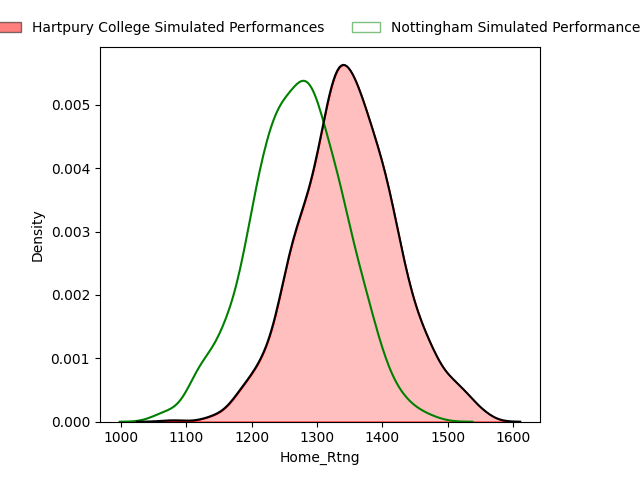 Hartpury College Simulated Performances
Nottingham Simulated Performance
Density
0.005
0.004
0.003
0.002
0.001
0.000
1000 1100 1200 1300 1400 1500 1600
Home_Rtng